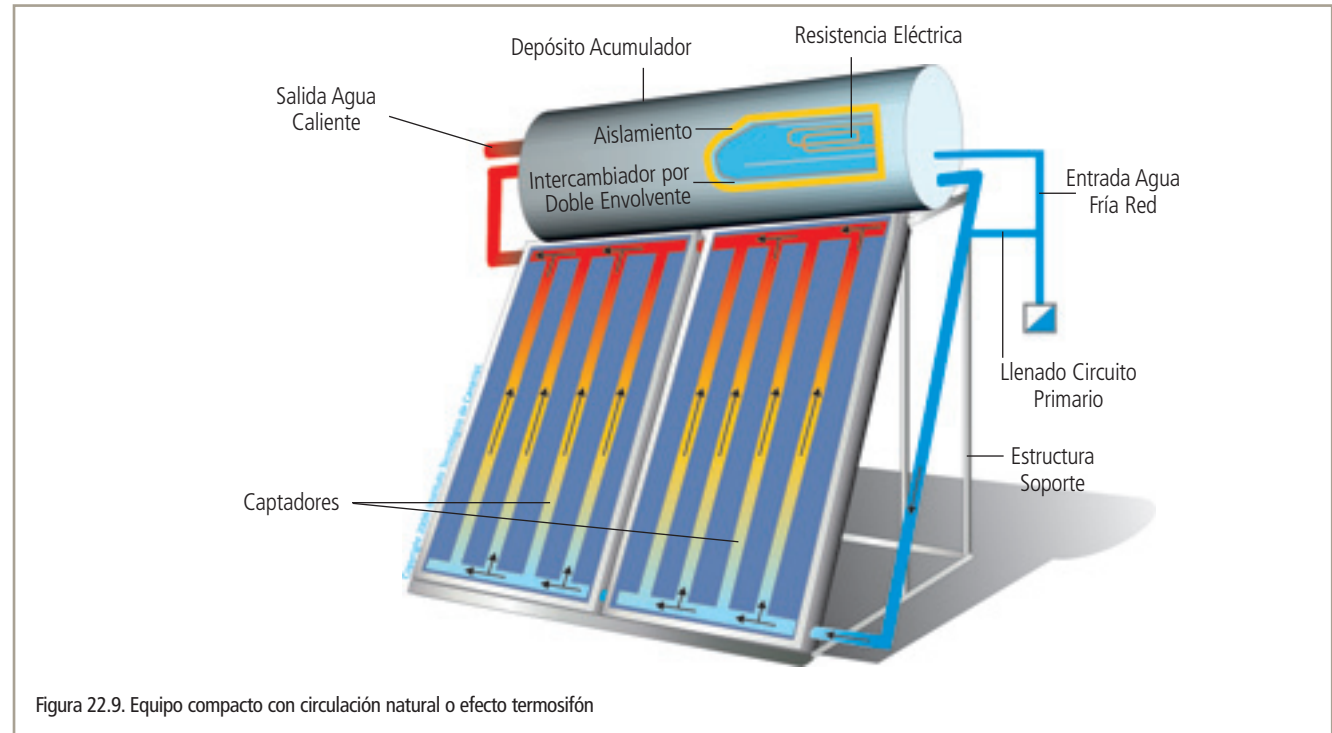 Depósito Acumulador
Resistencia Eléctrica
Salida Agua
Caliente
Aislamiento
Intercambiador por
Doble Envolvente
Entrada Agua
Fría Red
Llenado Circuito
Primario
Estructura
Soporte
Captadores
Figura 22.9. Equipo compacto con circulación natural o efecto termosifón